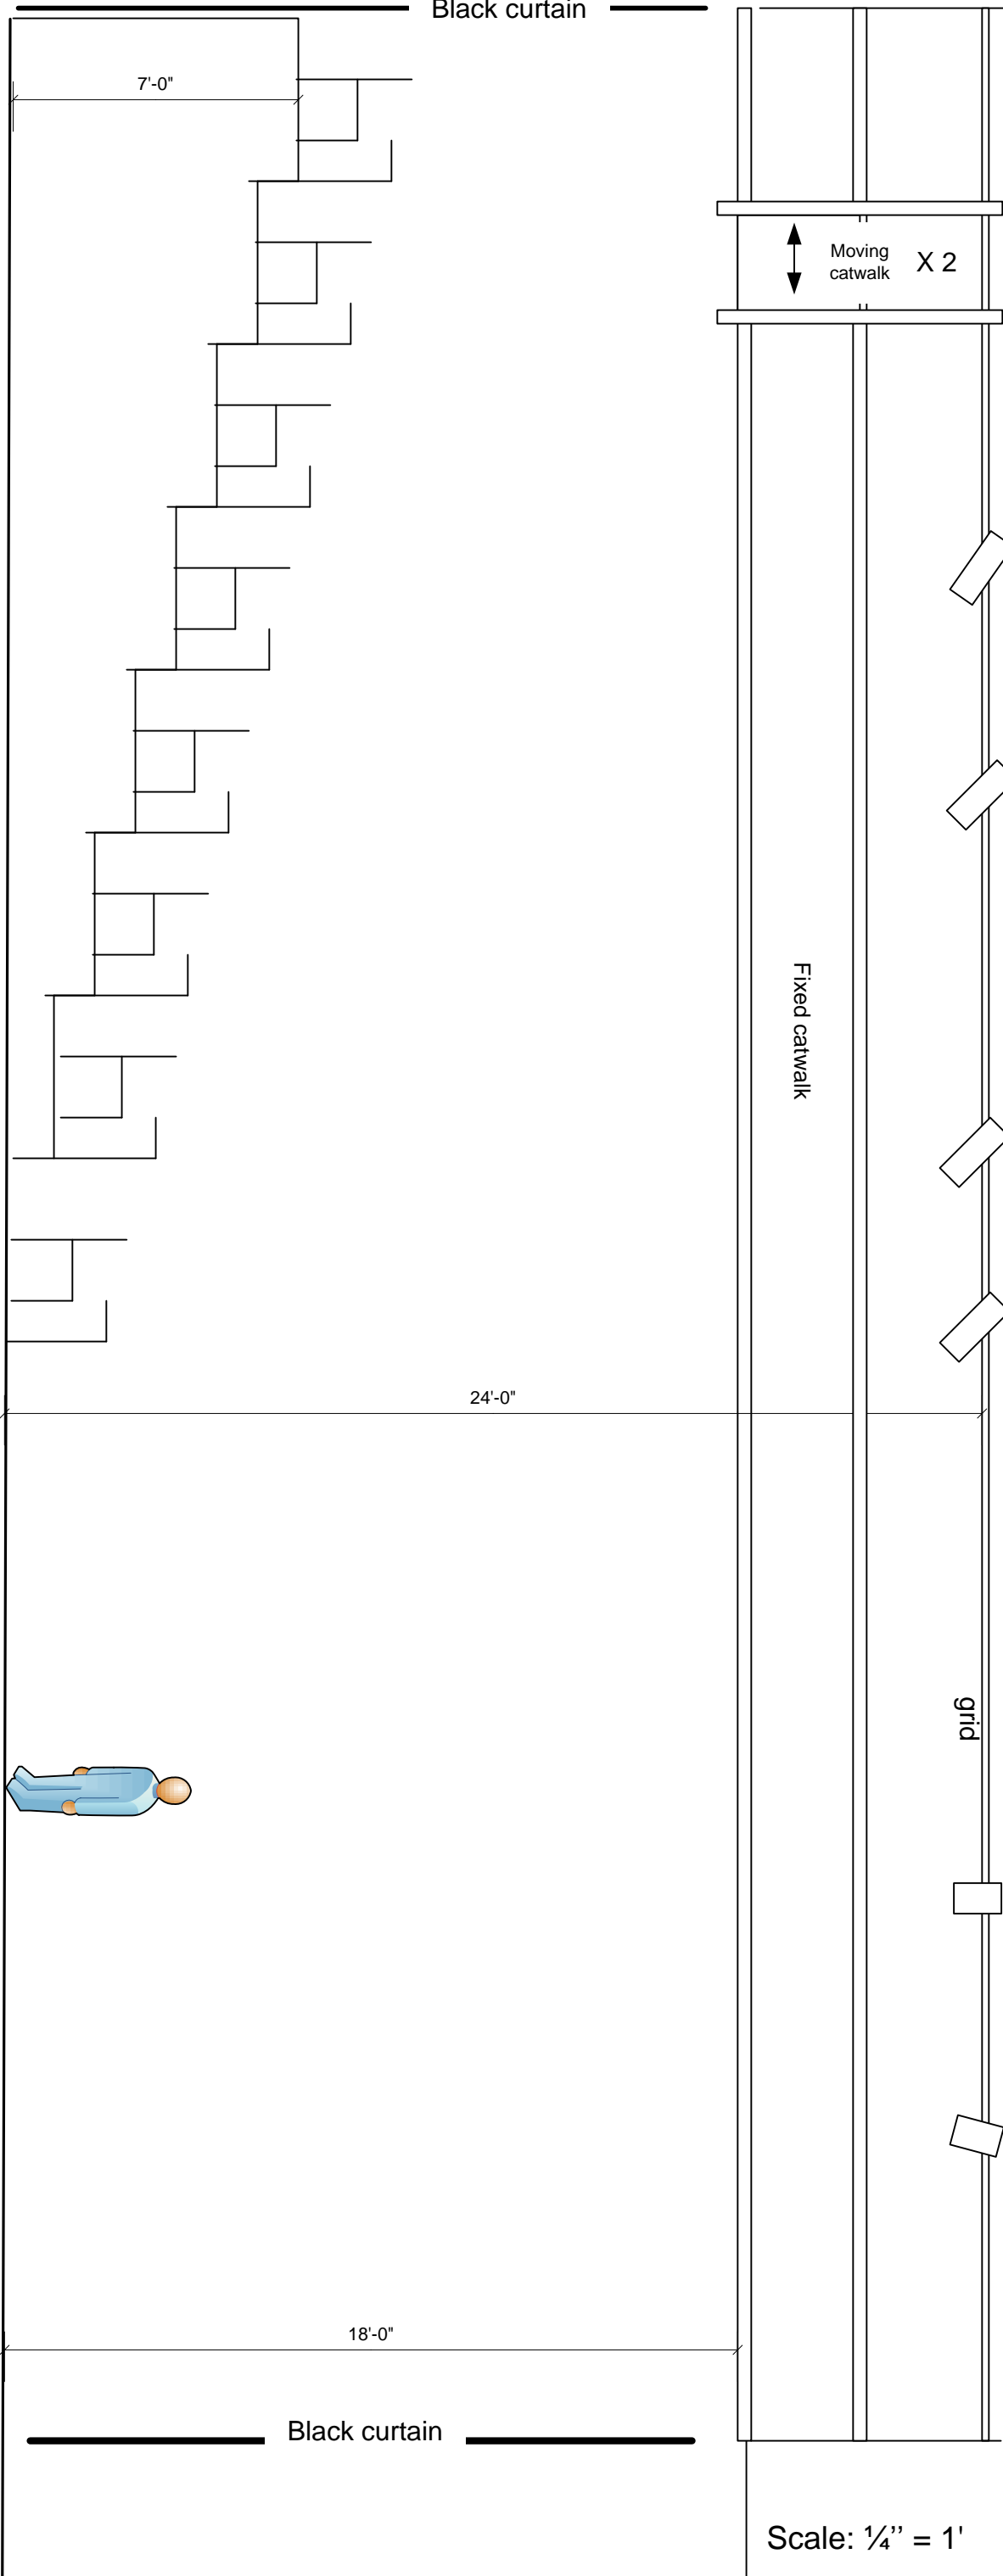 Black curtain
7'-0"
Moving
catwalk
X 2
Fixed catwalk
24'-0"
grid
18'-0"
Black curtain
Scale: ¼’’ = 1'